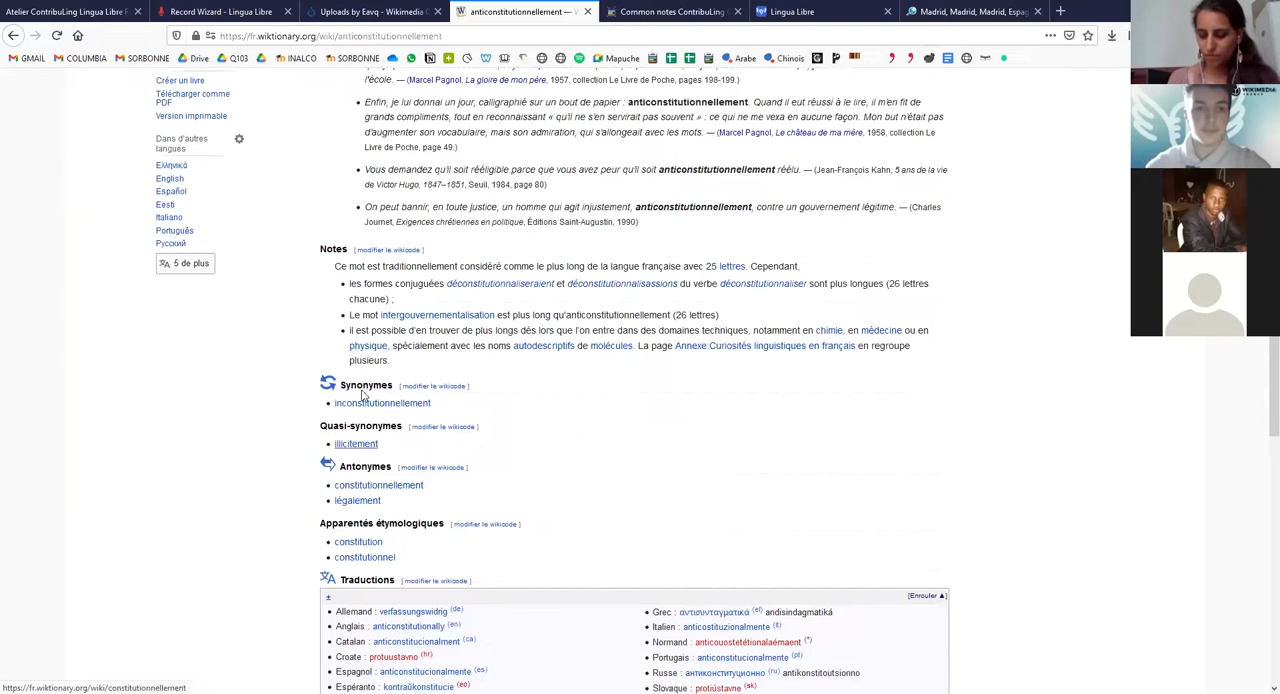 Atelier ContribuLing Lingua Libre F
Record Wizard - Lingua Libre
Uploads by Eavq - Wikimedia C
anticonstitutionnellement —
Common notes ContribuLing
Lingua Libre
Madrid, Madrid, Madrid, Espag
https://fr.wiktionary.org/wiki/anticonstitutionnellement
GMAIL
COLUMBIA
SORBONNE
Drive
Q103
INALCO
SORBONNE
Mapuche
Arabe
Chinois
WIKIMEDIA
Créer un livre
Télécharger comme
PDF
Version imprimable
Dans d'autres
langues
Ελληνικά
English
Español
Eesti
Italiano
Português
Русский
5 de plus
l'école. — (Marcel Pagnol, La gloire de mon père, 1957, collection Le Livre de Poche, pages 198-199.)
• Enfin, je lui donnai un jour, calligraphié sur un bout de papier : anticonstitutionnellement. Quand il eut réussi à le lire, il m'en fit de
grands compliments, tout en reconnaissant « qu'il ne s'en servirait pas souvent » : ce qui ne me vexa en aucune façon. Mon but n'était pas
d'augmenter son vocabulaire, mais son admiration, qui s'allongeait avec les mots. — (Marcel Pagnol, Le château de ma mère, 1958, collection Le
Livre de Poche, page 49.)
• Vous demandez qu'il soit rééligible parce que vous avez peur qu'il soit anticonstitutionnellement réélu. — (Jean-François Kahn, 5 ans de la vie
de Victor Hugo, 1847–1851, Seuil, 1984, page 80)
• On peut bannir, en toute justice, un homme qui agit injustement, anticonstitutionnellement, contre un gouvernement légitime. — (Charles
Journet, Exigences chrétiennes en politique, Éditions Saint-Augustin, 1990)
Notes [ modifier le wikicode ]
Ce mot est traditionnellement considéré comme le plus long de la langue française avec 25 lettres. Cependant,
• les formes conjuguées déconstitutionnaliseraient et déconstitutionnalisassions du verbe déconstitutionnaliser sont plus longues (26 lettres
chacune) ;
• Le mot intergouvernementalisation est plus long qu'anticonstitutionnellement (26 lettres)
• il est possible d'en trouver de plus longs dès lors que l'on entre dans des domaines techniques, notamment en chimie, en médecine ou en
physique, spécialement avec les noms autodescriptifs de molécules. La page Annexe:Curiosités linguistiques en français en regroupe
plusieurs.
Synonymes [ modifier le wikicode ]
• inconstitutionnellement
Quasi-synonymes [ modifier le wikicode ]
• illicitement
Antonymes [ modifier le wikicode ]
• constitutionnellement
• légalement
Apparentés étymologiques [ modifier le wikicode ]
• constitution
• constitutionnel
Traductions [ modifier le wikicode ]
± [Enrouler ▲]
• Allemand : verfassungswidrig (de)
• Anglais : anticonstitutionally (en)
• Catalan : anticonstitucionalment (ca)
• Croate : protuustavno (hr)
• Espagnol : anticonstitucionalmente (es)
• Espéranto : kontraŭkonstitucie (eo)
• Grec : αντισυνταγματικά (el) andisindagmatiká
• Italien : anticostituzionalmente (it)
• Normand : anticouostetétionalaémaent (*)
• Portugais : anticonstitucionalmente (pt)
• Russe : антиконституционно (ru) antikonstitoutsionno
• Slovaque : protiústavne (sk)
https://fr.wiktionary.org/wiki/constitutionnellement